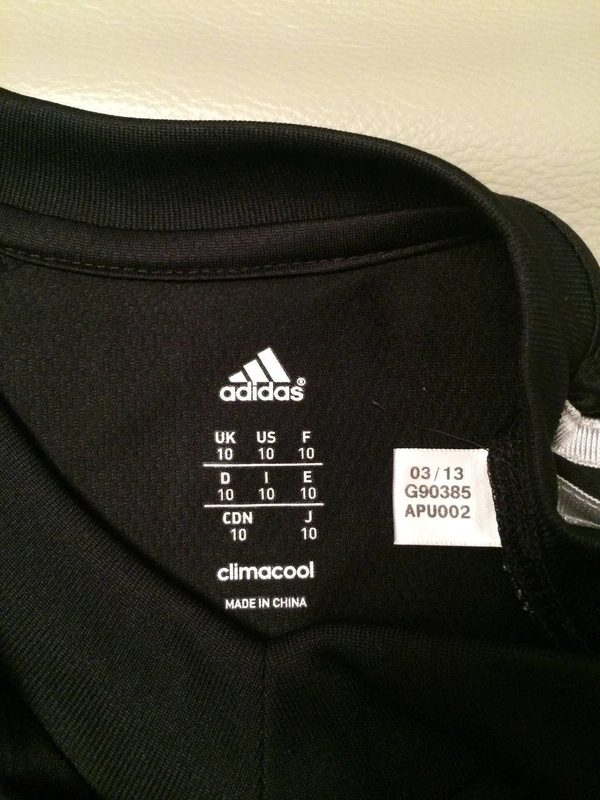 adidas®
UK US F
10 10 10
D I E
10 10 10
CDN J
10 10
climacool
MADE IN CHINA
03/13
G90385
APU002